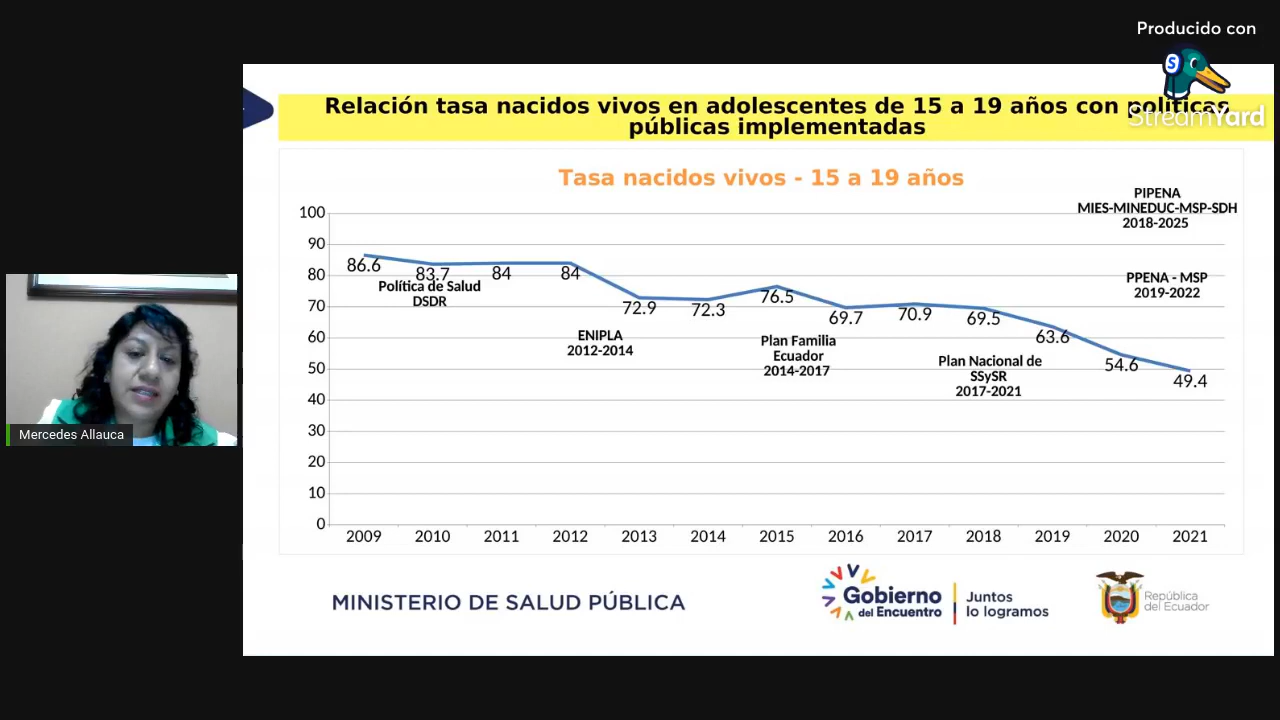 Producido con
S
StreamYard
Relación tasa nacidos vivos en adolescentes de 15 a 19 años con políticas
públicas implementadas
Tasa nacidos vivos - 15 a 19 años
PIPENA
MIES-MINEDUC-MSP-SDH
2018-2025
PPENA - MSP
2019-2022
100
90
80
70
60
50
40
30
20
10
0
86.6
83.7
84
84
72.9
72.3
76.5
69.7
70.9
69.5
63.6
54.6
49.4
Política de Salud
DSDR
ENIPLA
2012-2014
Plan Familia
Ecuador
2014-2017
Plan Nacional de
SSySR
2017-2021
2009 2010 2011 2012 2013 2014 2015 2016 2017 2018 2019 2020 2021
Mercedes Allauca
MINISTERIO DE SALUD PÚBLICA
Gobierno
del Encuentro
Juntos
lo logramos
República
del Ecuador